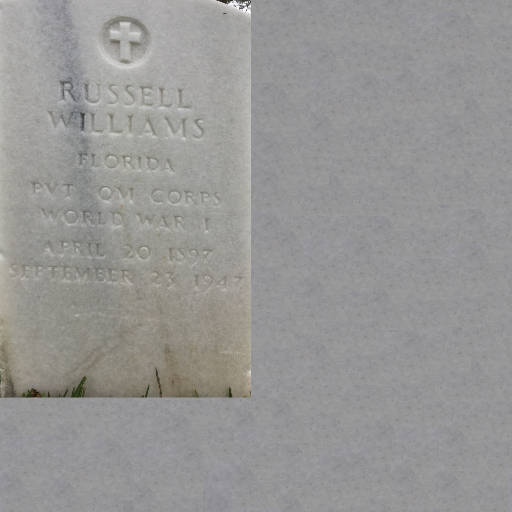 RUSSELL
WILLIAMS
FLORIDA
PVT QM CORPS
WORLD WAR I
APRIL 20 1897
SEPTEMBER 23 1947